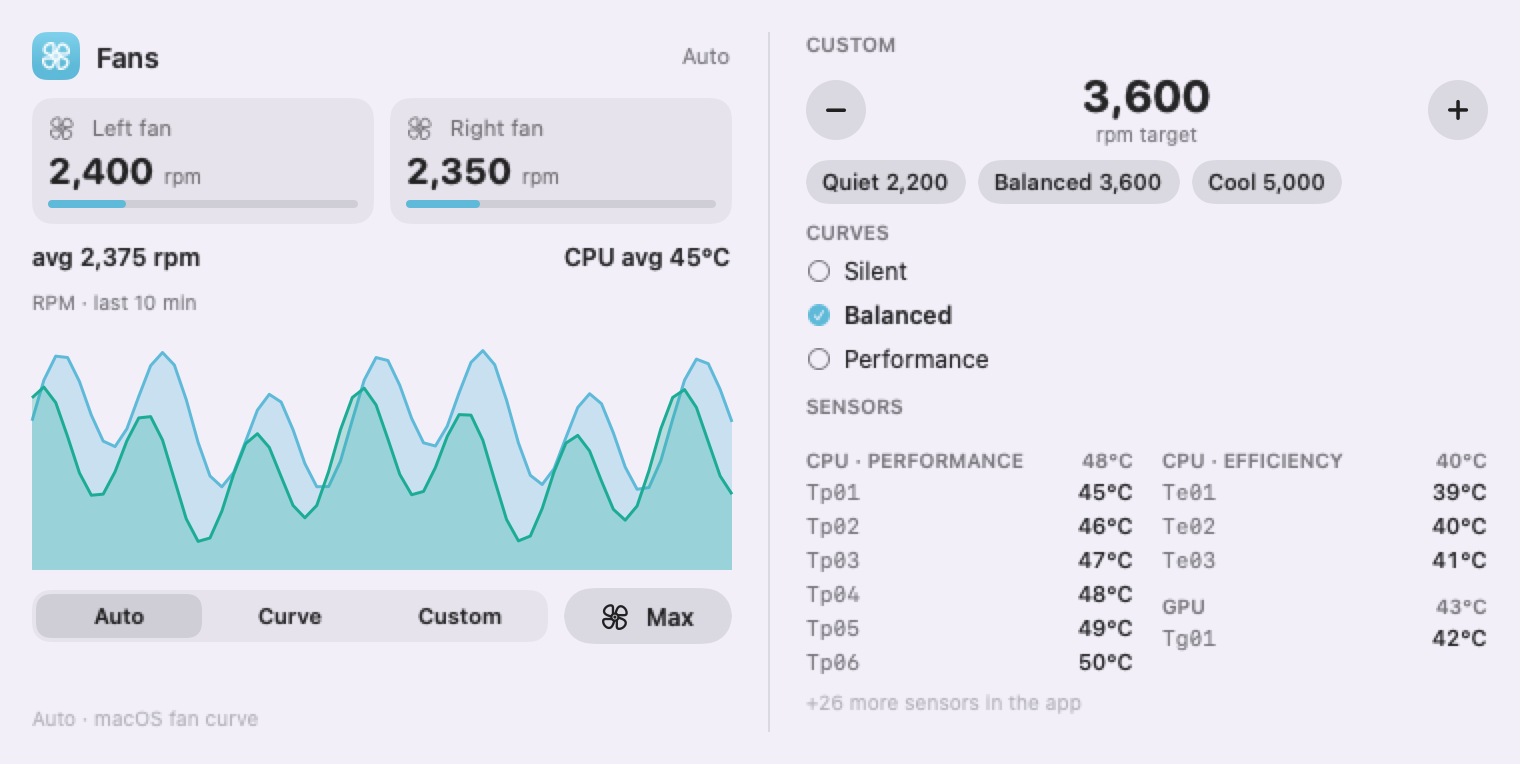 Fans
Auto
Left fan
2,400 rpm
Right fan
2,350 rpm
avg 2,375 rpm
CPU avg 45°C
RPM · last 10 min
Auto
Curve
Custom
Max
Auto · macOS fan curve
CUSTOM
−
3,600
+
rpm target
Quiet 2,200
Balanced 3,600
Cool 5,000
CURVES
Silent
Balanced
Performance
SENSORS
CPU · PERFORMANCE 48°C
Tp01 45°C
Tp02 46°C
Tp03 47°C
Tp04 48°C
Tp05 49°C
Tp06 50°C
CPU · EFFICIENCY 40°C
Te01 39°C
Te02 40°C
Te03 41°C
GPU 43°C
Tg01 42°C
+26 more sensors in the app